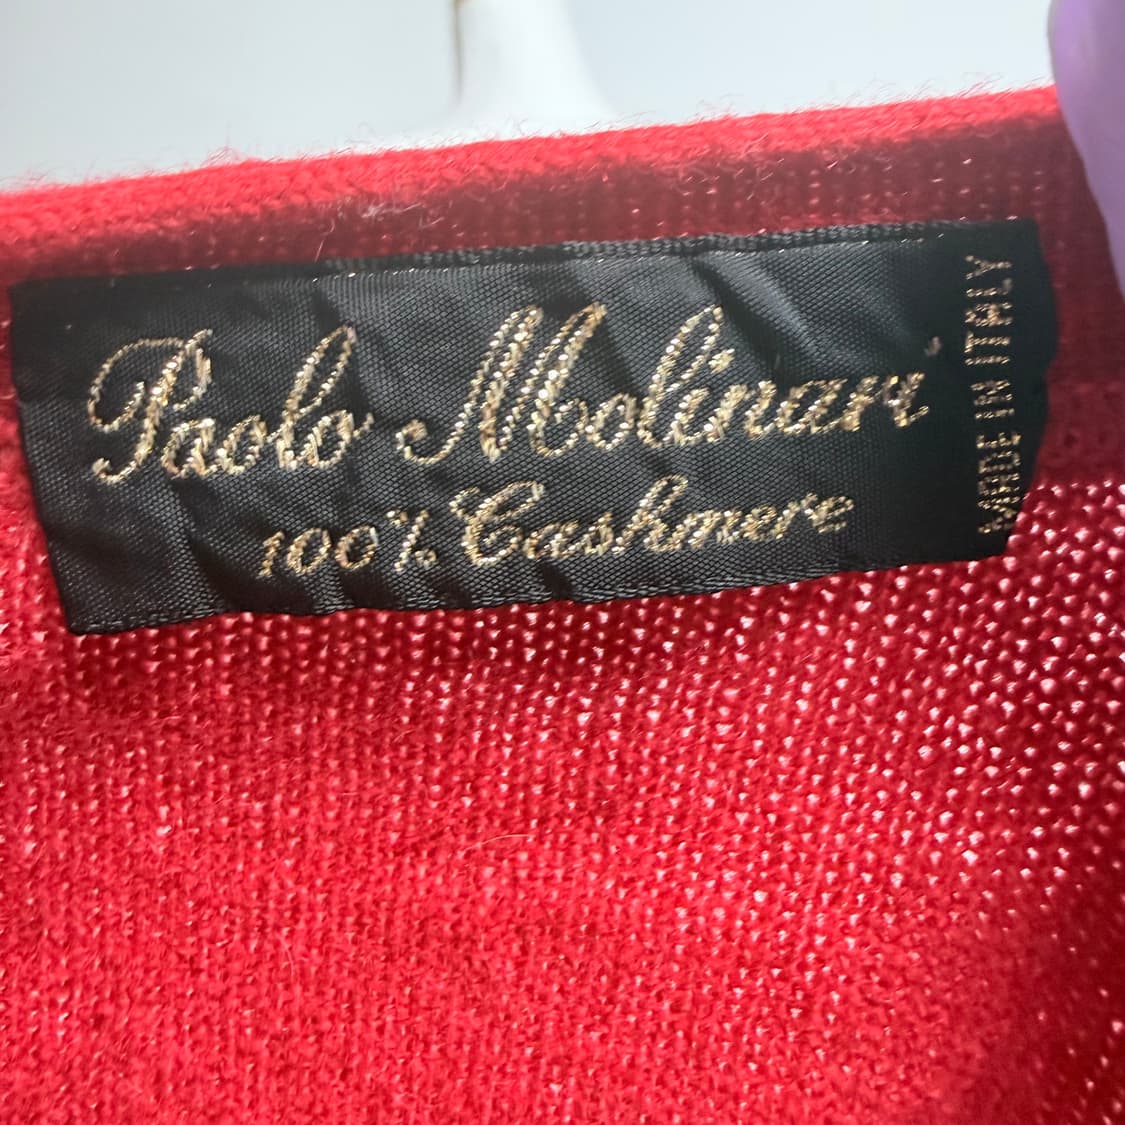 Paolo Molinari
100% Cashmere
MADE IN ITALY